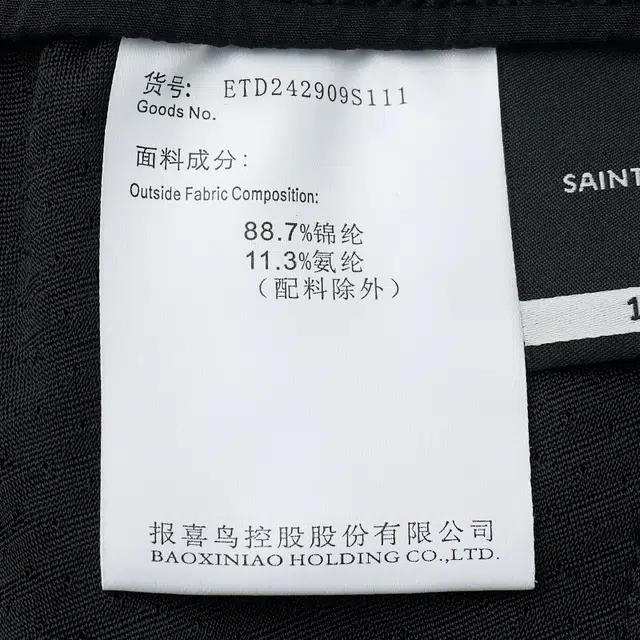 货号: ETD242909S111
Goods No.
面料成分:
Outside Fabric Composition:
88.7%锦纶
11.3%氨纶
（配料除外）
报喜鸟控股股份有限公司
BAOXINIAO HOLDING CO.,LTD.
SAINT
1